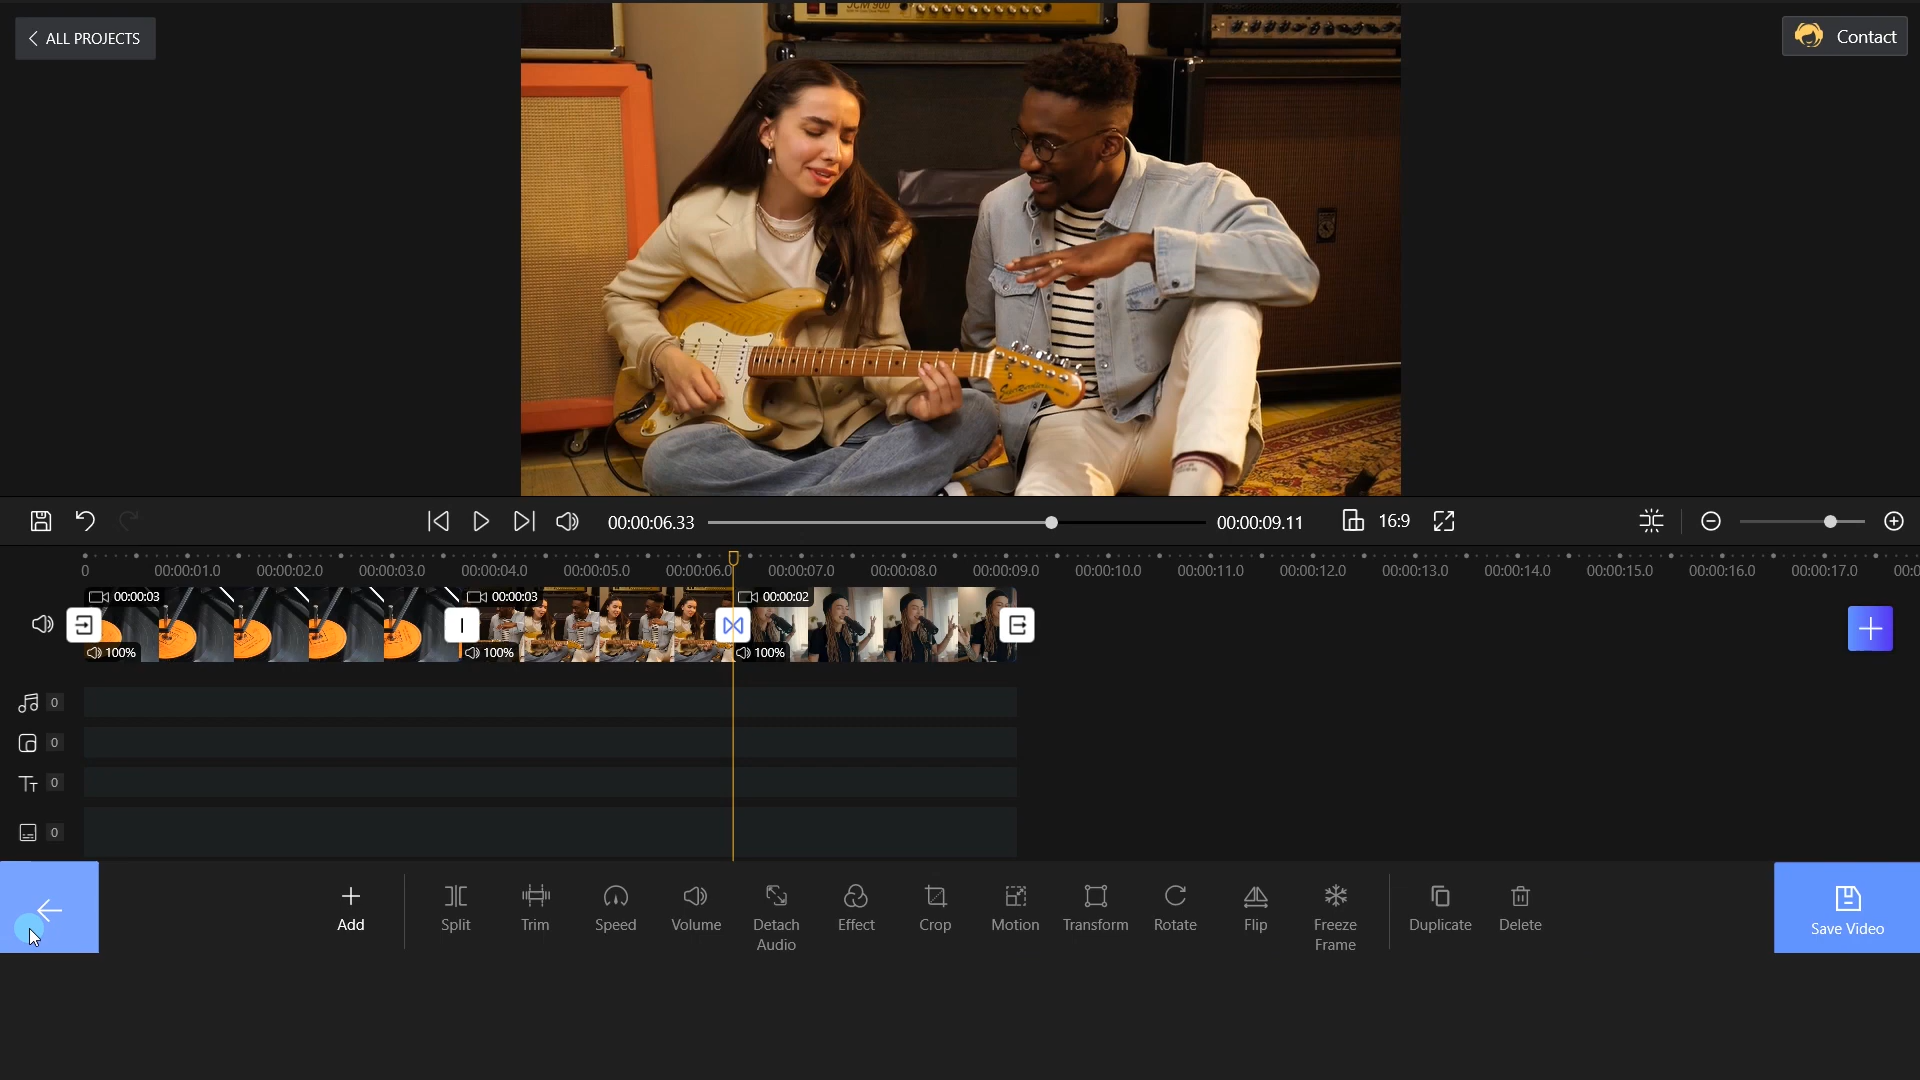 ALL PROJECTS
Contact
JCM 900
00:00:06.33
00:00:09.11
16:9
0
00:00:01.0
00:00:02.0
00:00:03.0
00:00:04.0
00:00:05.0
00:00:06.0
00:00:07.0
00:00:08.0
00:00:09.0
00:00:10.0
00:00:11.0
00:00:12.0
00:00:13.0
00:00:14.0
00:00:15.0
00:00:16.0
00:00:17.0
00:0
00:00:03
00:00:03
00:00:02
100%
100%
100%
0
0
0
0
Add
Split
Trim
Speed
Volume
Detach
Audio
Effect
Crop
Motion
Transform
Rotate
Flip
Freeze
Frame
Duplicate
Delete
Save Video